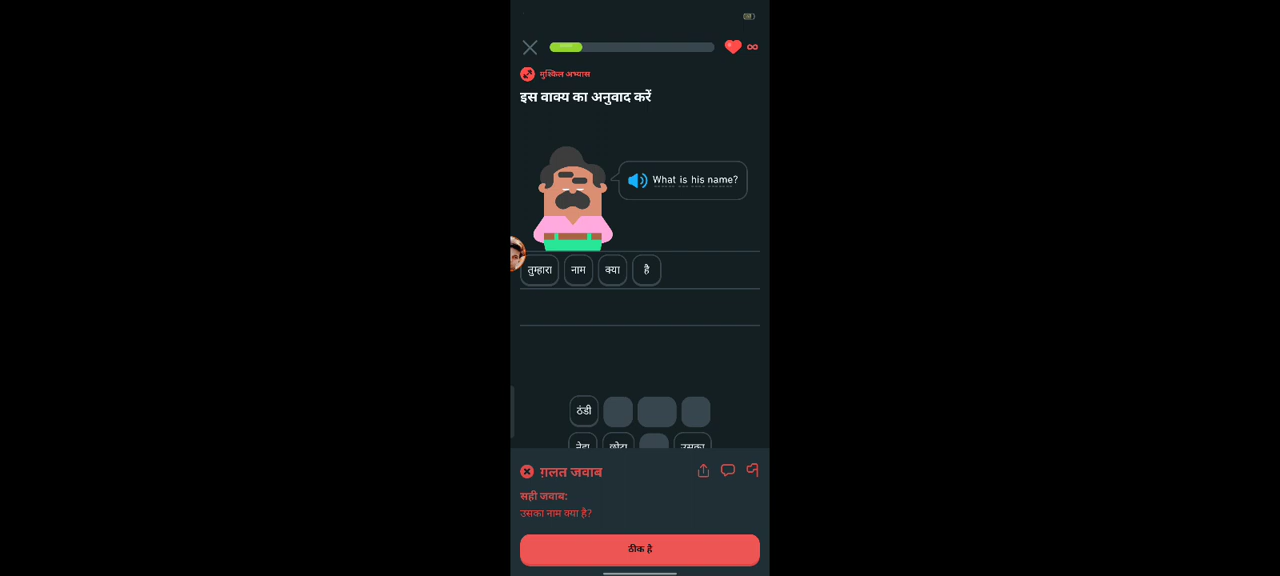 मुश्किल अभ्यास
इस वाक्य का अनुवाद करें
What is his name?
तुम्हारा नाम क्या है
ठंडी
नेहा छोटा उसका
ग़लत जवाब
सही जवाब:
उसका नाम क्या है?
ठीक है